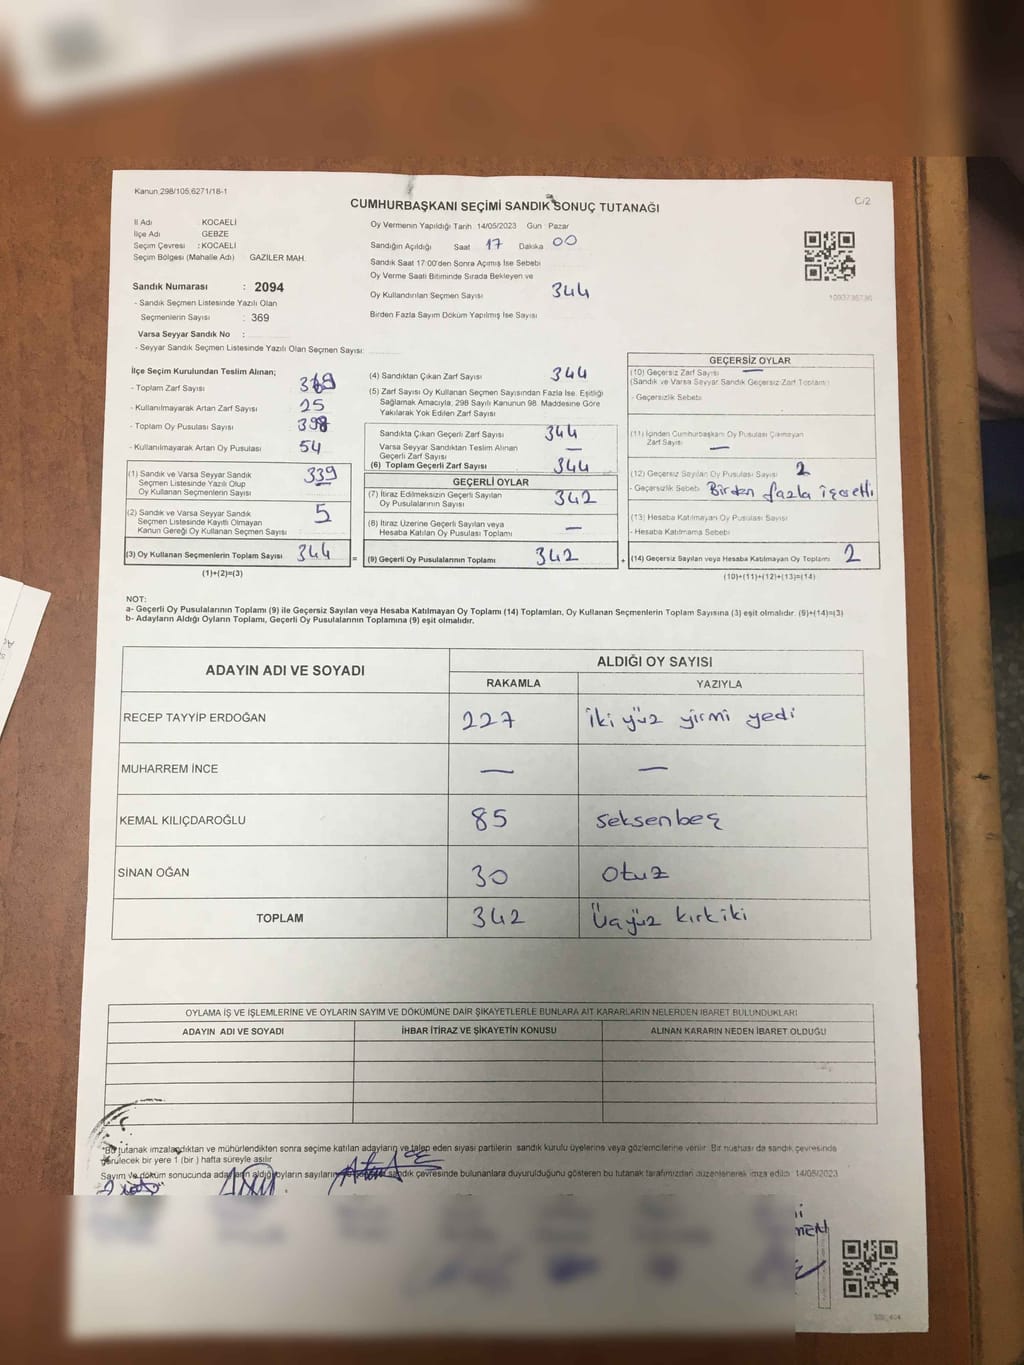 Kanun 298/105,6271/18-1
C/2
CUMHURBAŞKANI SEÇİMİ SANDIK SONUÇ TUTANAĞI
İl Adı KOCAELİ
İlçe Adı GEBZE
Seçim Çevresi : KOCAELİ
Seçim Bölgesi (Mahalle Adı) GAZİLER MAH.
Sandık Numarası : 2094
- Sandık Seçmen Listesinde Yazılı Olan
Seçmenlerin Sayısı : 369
Varsa Seyyar Sandık No :
- Seyyar Sandık Seçmen Listesinde Yazılı Olan Seçmen Sayısı:
Oy Vermenin Yapıldığı Tarih 14/05/2023 Gün : Pazar
Sandığın Açıldığı Saat 17 Dakika 00
Sandık Saat 17:00'den Sonra Açımış İse Sebebi
Oy Verme Saati Bitiminde Sırada Bekleyen ve
Oy Kullandırılan Seçmen Sayısı 344
Birden Fazla Sayım Döküm Yapılmış İse Sayısı
1093736736
İlçe Seçim Kurulundan Teslim Alınan;
- Toplam Zarf Sayısı
- Kullanılmayarak Artan Zarf Sayısı 25
- Toplam Oy Pusulası Sayısı 398
- Kullanılmayarak Artan Oy Pusulası 54
(1) Sandık ve Varsa Seyyar Sandık
Seçmen Listesinde Yazılı Olup
Oy Kullanan Seçmenlerin Sayısı 339
(2) Sandık ve Varsa Seyyar Sandık
Seçmen Listesinde Kayıtlı Olmayan
Kanun Gereği Oy Kullanan Seçmen Sayısı 5
(3) Oy Kullanan Seçmenlerin Toplam Sayısı 344 =
(1)+(2)=(3)
(4) Sandıktan Çıkan Zarf Sayısı 344
(5) Zarf Sayısı Oy Kullanan Seçmen Sayısından Fazla İse, Eşitliği
Sağlamak Amacıyla, 298 Sayılı Kanunun 98. Maddesine Göre
Yakılarak Yok Edilen Zarf Sayısı
Sandıkta Çıkan Geçerli Zarf Sayısı 344
Varsa Seyyar Sandıktan Teslim Alınan
Geçerli Zarf Sayısı —
(6) Toplam Geçerli Zarf Sayısı 344
GEÇERLİ OYLAR
(7) İtiraz Edilmeksizin Geçerli Sayılan
Oy Pusulalarının Sayısı 342
(8) İtiraz Üzerine Geçerli Sayılan veya
Hesaba Katılan Oy Pusulası Toplamı —
(9) Geçerli Oy Pusulalarının Toplamı 342 +
GEÇERSİZ OYLAR
(10) Geçersiz Zarf Sayısı —
(Sandık ve Varsa Seyyar Sandık Geçersiz Zarf Toplamı)
- Geçersizlik Sebebi
(11) İçinden Cumhurbaşkanı Oy Pusulası Çıkmayan
Zarf Sayısı —
(12) Geçersiz Sayılan Oy Pusulası Sayısı 2
- Geçersizlik Sebebi Birden fazla işaretli
(13) Hesaba Katılmayan Oy Pusulası Sayısı
- Hesaba Katılmama Sebebi
(14) Geçersiz Sayılan veya Hesaba Katılmayan Oy Toplamı 2
(10)+(11)+(12)+(13)=(14)
NOT:
a- Geçerli Oy Pusulalarının Toplamı (9) ile Geçersiz Sayılan veya Hesaba Katılmayan Oy Toplamı (14) Toplamları, Oy Kullanan Seçmenlerin Toplam Sayısına (3) eşit olmalıdır. (9)+(14)=(3)
b- Adayların Aldığı Oyların Toplamı, Geçerli Oy Pusulalarının Toplamına (9) eşit olmalıdır.
ADAYIN ADI VE SOYADI ALDIĞI OY SAYISI
RAKAMLA YAZIYLA
RECEP TAYYİP ERDOĞAN 227 iki yüz yirmi yedi
MUHARREM İNCE — —
KEMAL KILIÇDAROĞLU 85 seksenbeş
SİNAN OĞAN 30 otuz
TOPLAM 342 Üçyüz kırkiki
OYLAMA İŞ VE İŞLEMLERİNE VE OYLARIN SAYIM VE DÖKÜMÜNE DAİR ŞİKAYETLERLE BUNLARA AİT KARARLARIN NELERDEN İBARET BULUNDUKLARI
ADAYIN ADI VE SOYADI İHBAR İTİRAZ VE ŞİKAYETİN KONUSU ALINAN KARARIN NEDEN İBARET OLDUĞU
*Bu tutanak imzalandıktan ve mühürlendikten sonra seçime katılan adayların ve talep eden siyasi partilerin sandık kurulu üyelerine veya gözlemcilerine verilir. Bir nüshası da sandık çevresinde
görülecek bir yere 1 (bir) hafta süreyle asılır
Sayım ve döküm sonucunda adayların aldığı oyların sayıların sandık çevresinde bulunanlara duyurulduğunu gösteren bu tutanak tarafımızdan düzenlenerek imza edildi. 14/05/2023